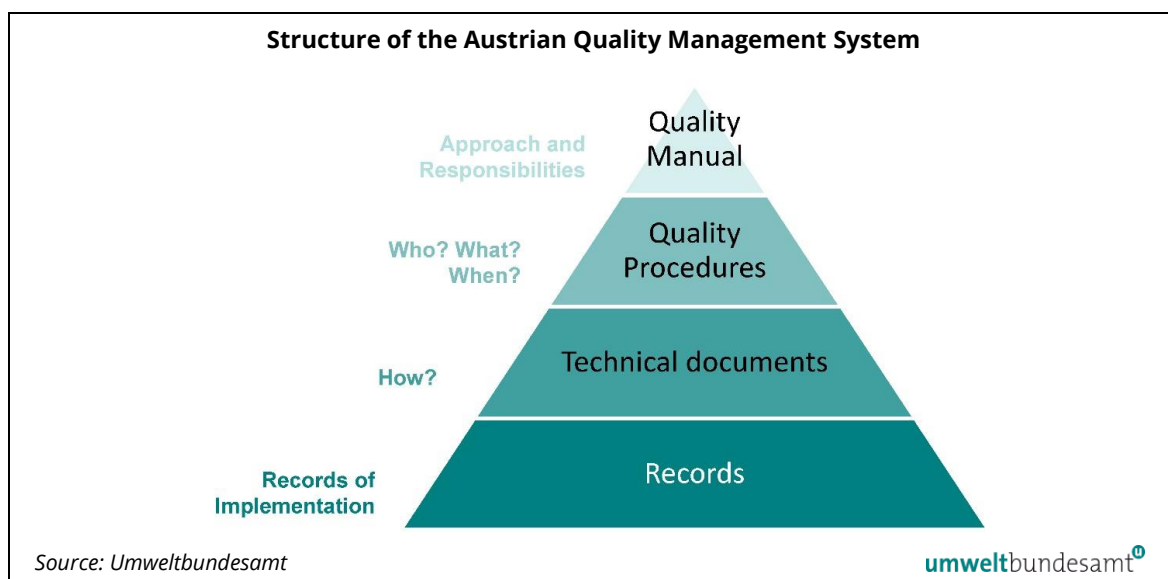 Structure of the Austrian Quality Management System
Approach and
Responsibilities
Quality
Manual
Who? What?
When?
Quality
Procedures
How?
Technical documents
Records of
Implementation
Records
Source: Umweltbundesamt
umweltbundesamt
u